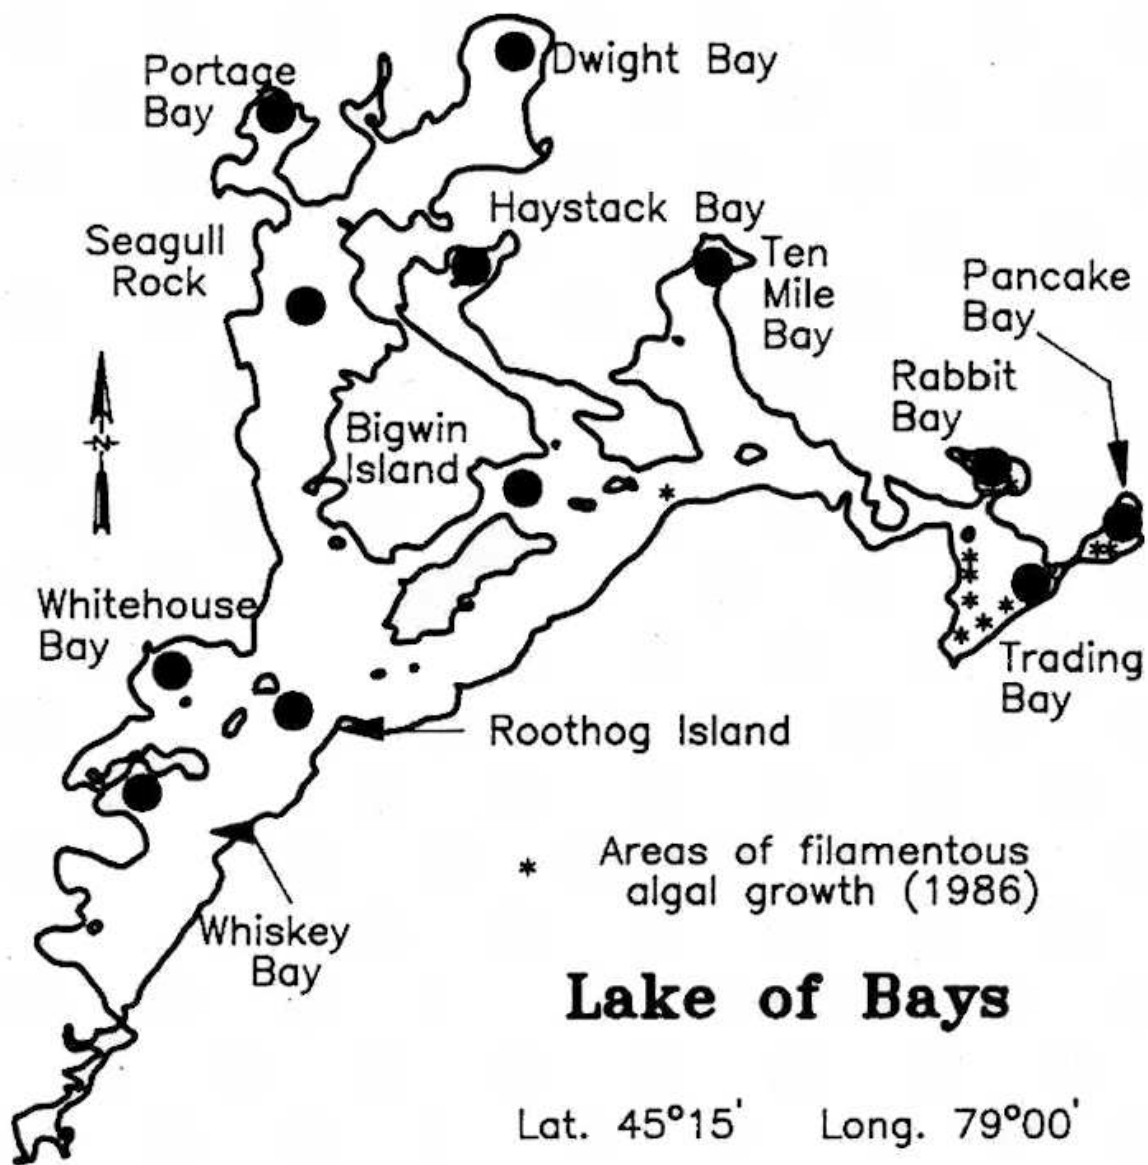 Portage
Bay
Dwight Bay
Haystack Bay
Seagull
Rock
Ten
Mile
Bay
Pancake
Bay
Rabbit
Bay
Bigwin
Island
N
Whitehouse
Bay
Trading
Bay
Roothog Island
* Areas of filamentous
algal growth (1986)
Whiskey
Bay
Lake of Bays
Lat. 45°15' Long. 79°00'